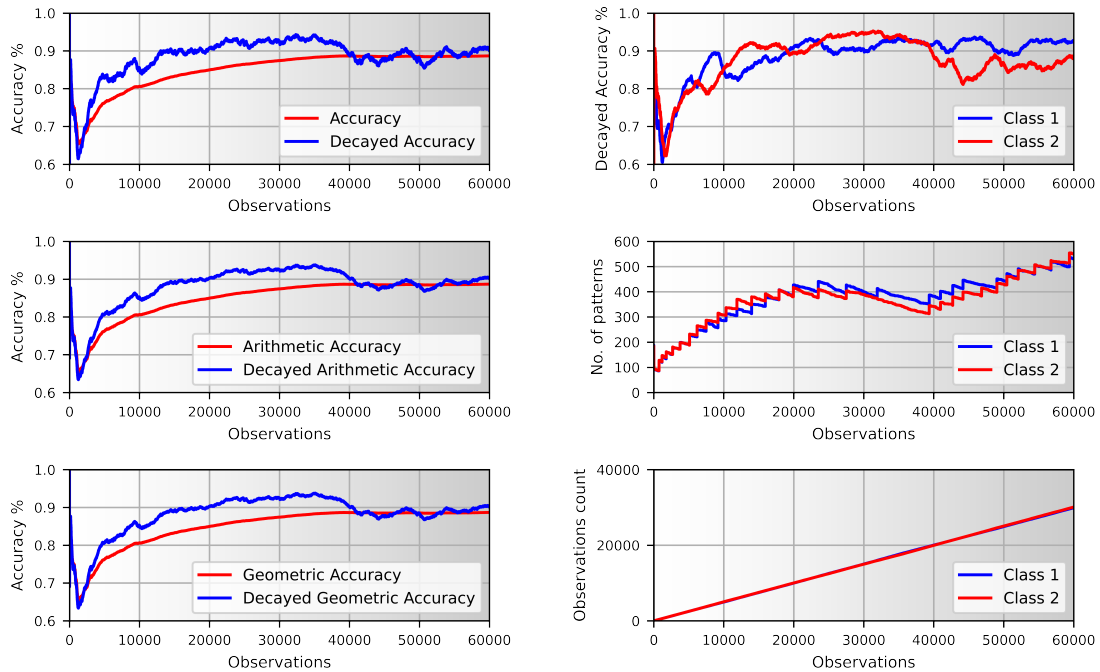 1.0
0.9
0.8
0.7
0.6
Accuracy %
Accuracy
Decayed Accuracy
0 10000 20000 30000 40000 50000 60000
Observations
1.0
0.9
0.8
0.7
0.6
Decayed Accuracy %
Class 1
Class 2
0 10000 20000 30000 40000 50000 60000
Observations
1.0
0.9
0.8
0.7
0.6
Accuracy %
Arithmetic Accuracy
Decayed Arithmetic Accuracy
0 10000 20000 30000 40000 50000 60000
Observations
600
500
400
300
200
100
0
No. of patterns
Class 1
Class 2
0 10000 20000 30000 40000 50000 60000
Observations
1.0
0.9
0.8
0.7
0.6
Accuracy %
Geometric Accuracy
Decayed Geometric Accuracy
0 10000 20000 30000 40000 50000 60000
Observations
40000
20000
0
Observations count
Class 1
Class 2
0 10000 20000 30000 40000 50000 60000
Observations